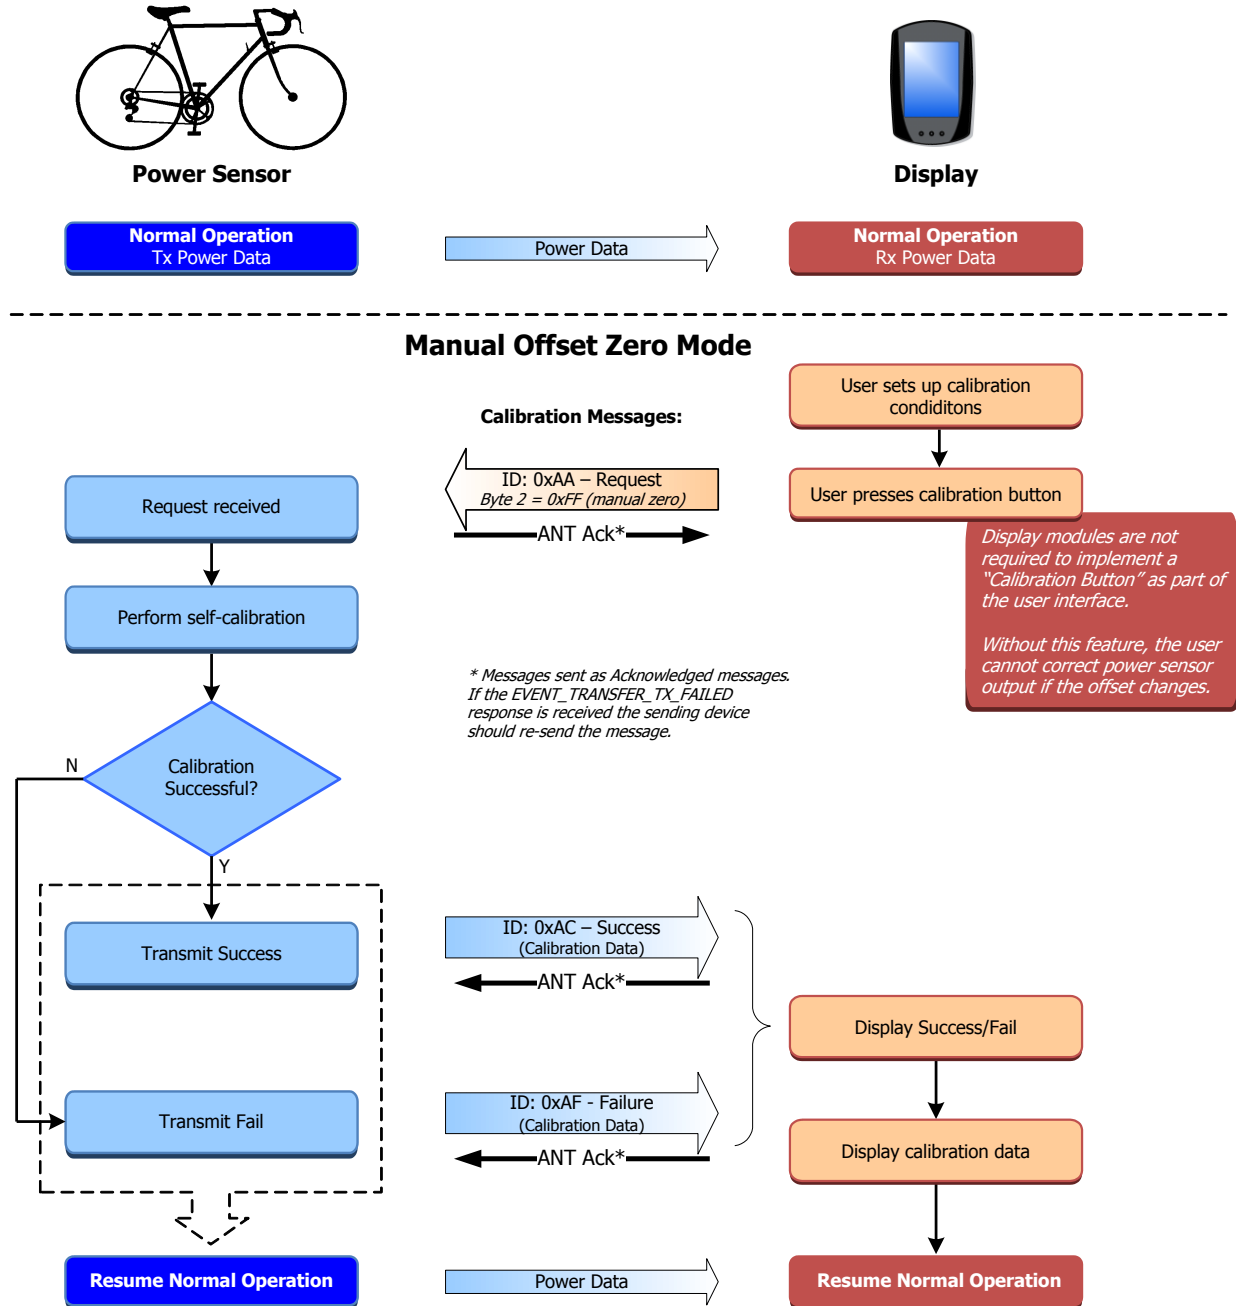 Power Sensor
Display
Normal Operation
Tx Power Data
Power Data
Normal Operation
Rx Power Data
Manual Offset Zero Mode
User sets up calibration
condiditons
Calibration Messages:
ID: 0xAA – Request
Byte 2 = 0xFF (manual zero)
ANT Ack*
User presses calibration button
Request received
Display modules are not
required to implement a
“Calibration Button” as part of
the user interface.
Without this feature, the user
cannot correct power sensor
output if the offset changes.
Perform self-calibration
* Messages sent as Acknowledged messages.
If the EVENT_TRANSFER_TX_FAILED
response is received the sending device
should re-send the message.
N
Calibration
Successful?
Y
Transmit Success
ID: 0xAC – Success
(Calibration Data)
ANT Ack*
Display Success/Fail
Transmit Fail
ID: 0xAF - Failure
(Calibration Data)
ANT Ack*
Display calibration data
Resume Normal Operation
Power Data
Resume Normal Operation